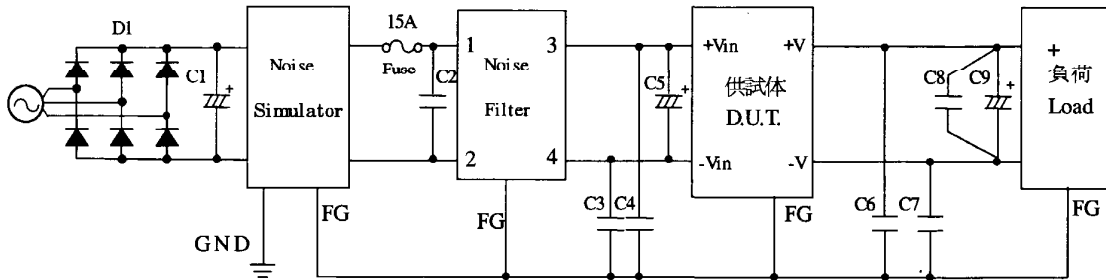 D1
C1
+
Noise
Simulator
FG
GND
15A
Fuse
C2
1
2
Noise
Filter
3
4
FG
C3
C4
C5
+
+Vin
-Vin
供試体
D.U.T.
+V
-V
FG
C6
C7
C8
C9
+
+
負荷
Load
FG